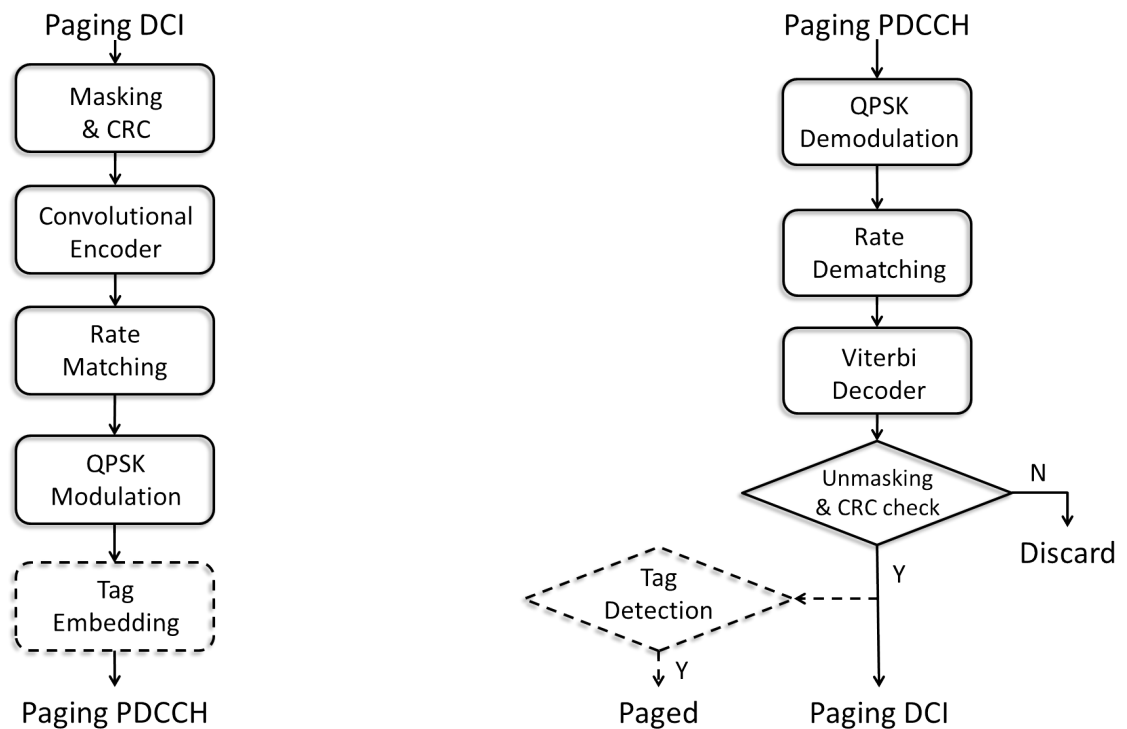 Paging DCI
Masking
& CRC
Convolutional
Encoder
Rate
Matching
QPSK
Modulation
Tag
Embedding
Paging PDCCH
Paging PDCCH
QPSK
Demodulation
Rate
Dematching
Viterbi
Decoder
Unmasking
& CRC check
N
Discard
Y
Tag
Detection
Y
Paged
Paging DCI